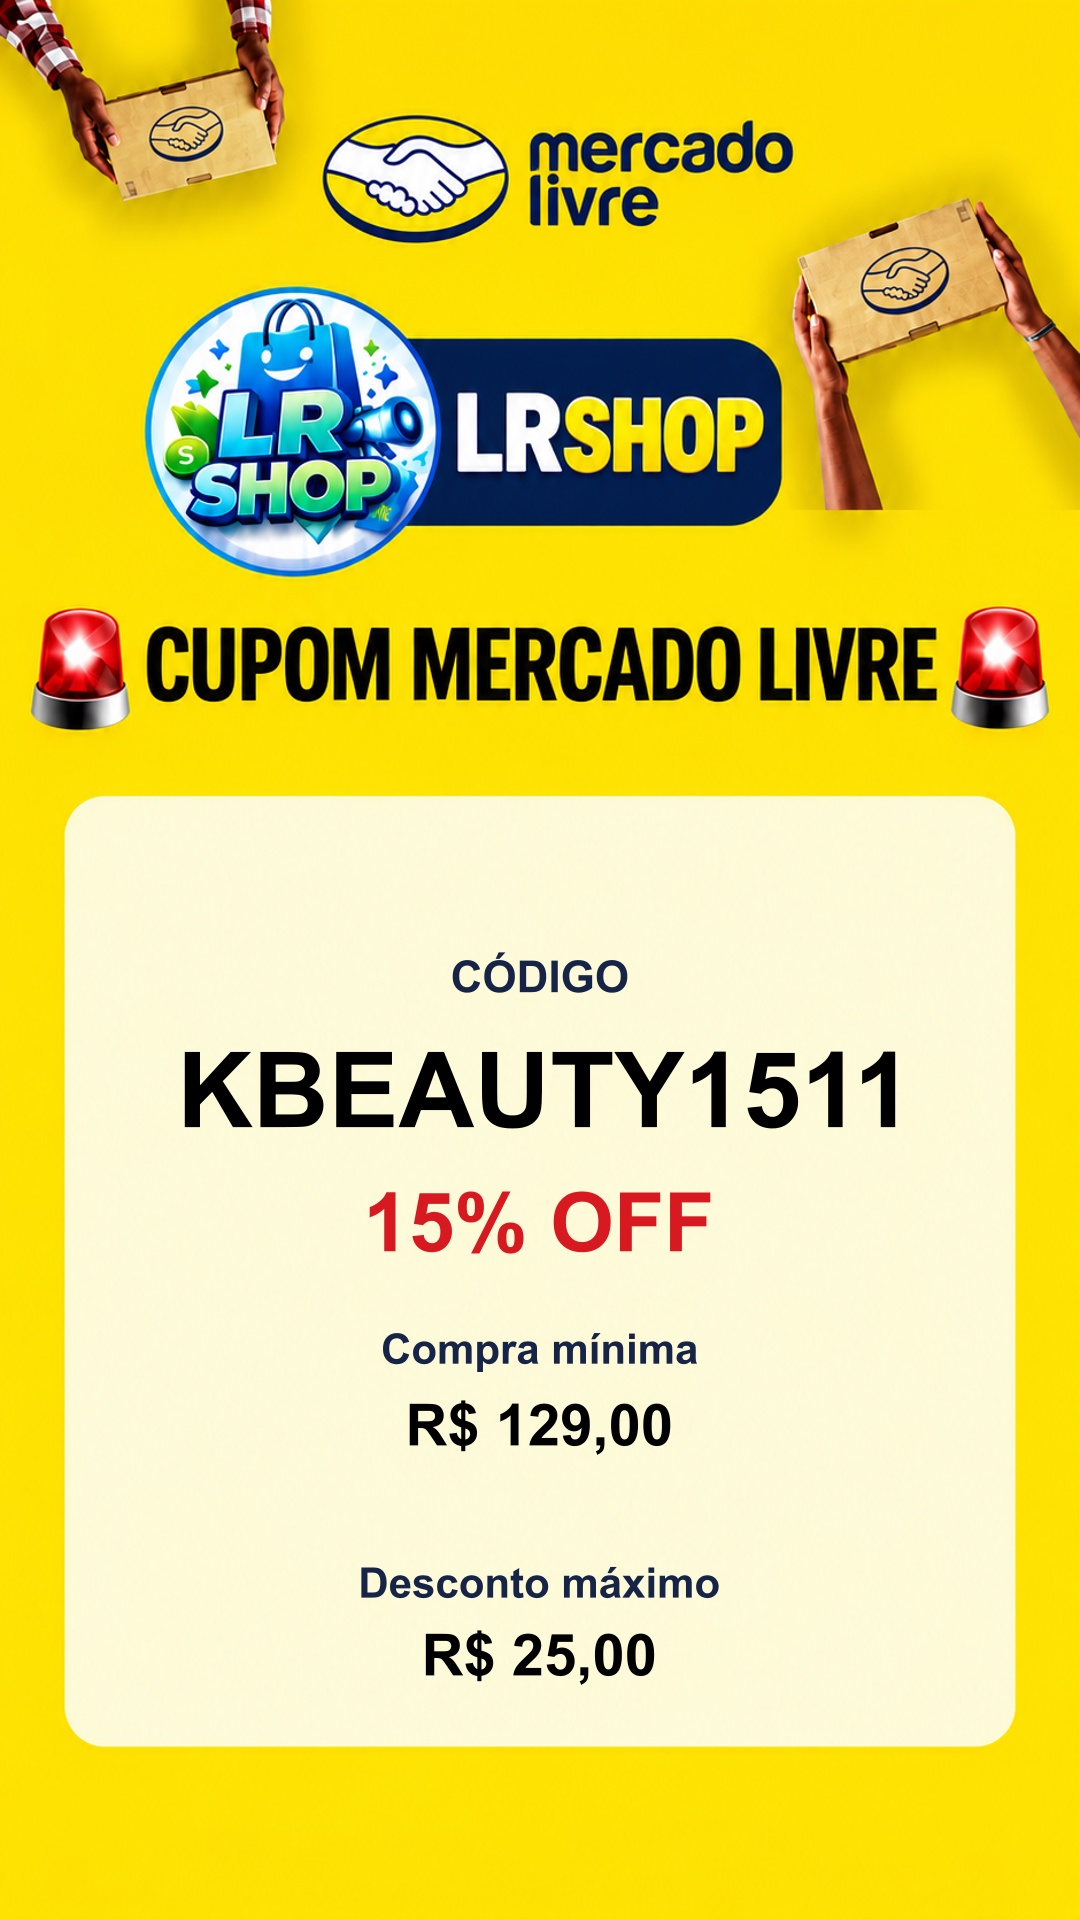 mercado
livre
LR
SHOP
LRSHOP
CUPOM MERCADO LIVRE
CÓDIGO
KBEAUTY1511
15% OFF
Compra mínima
R$ 129,00
Desconto máximo
R$ 25,00